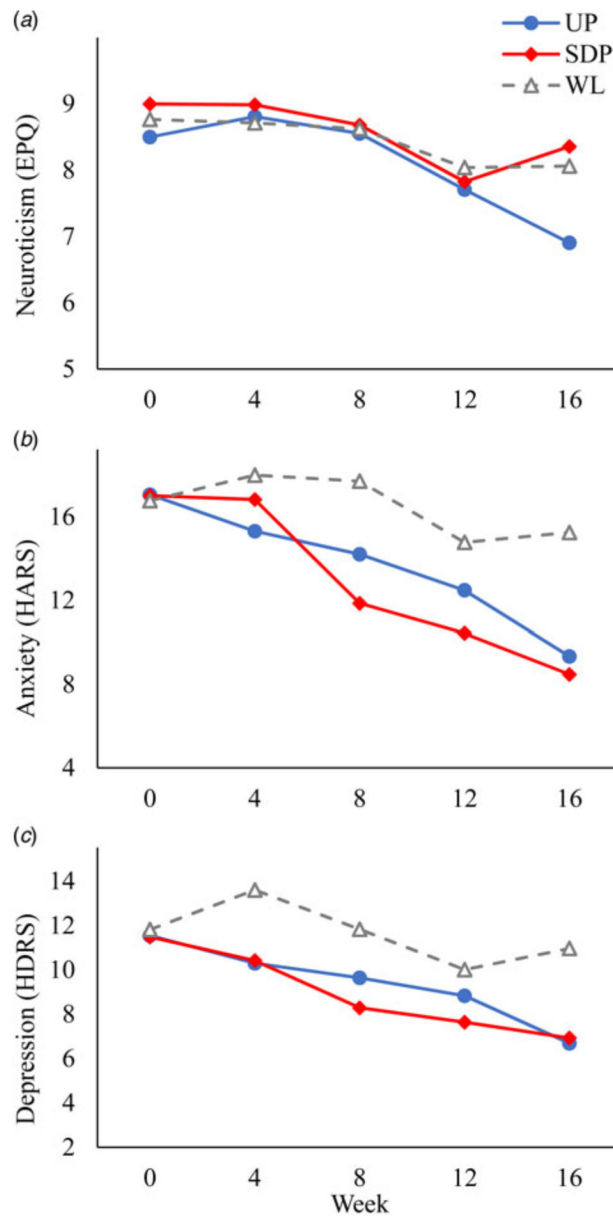 (a)
UP
SDP
WL
Neuroticism (EPQ)
9
8
7
6
5
0 4 8 12 16
(b)
Anxiety (HARS)
16
12
8
4
0 4 8 12 16
(c)
Depression (HDRS)
14
12
10
8
6
4
2
0 4 8 12 16
Week